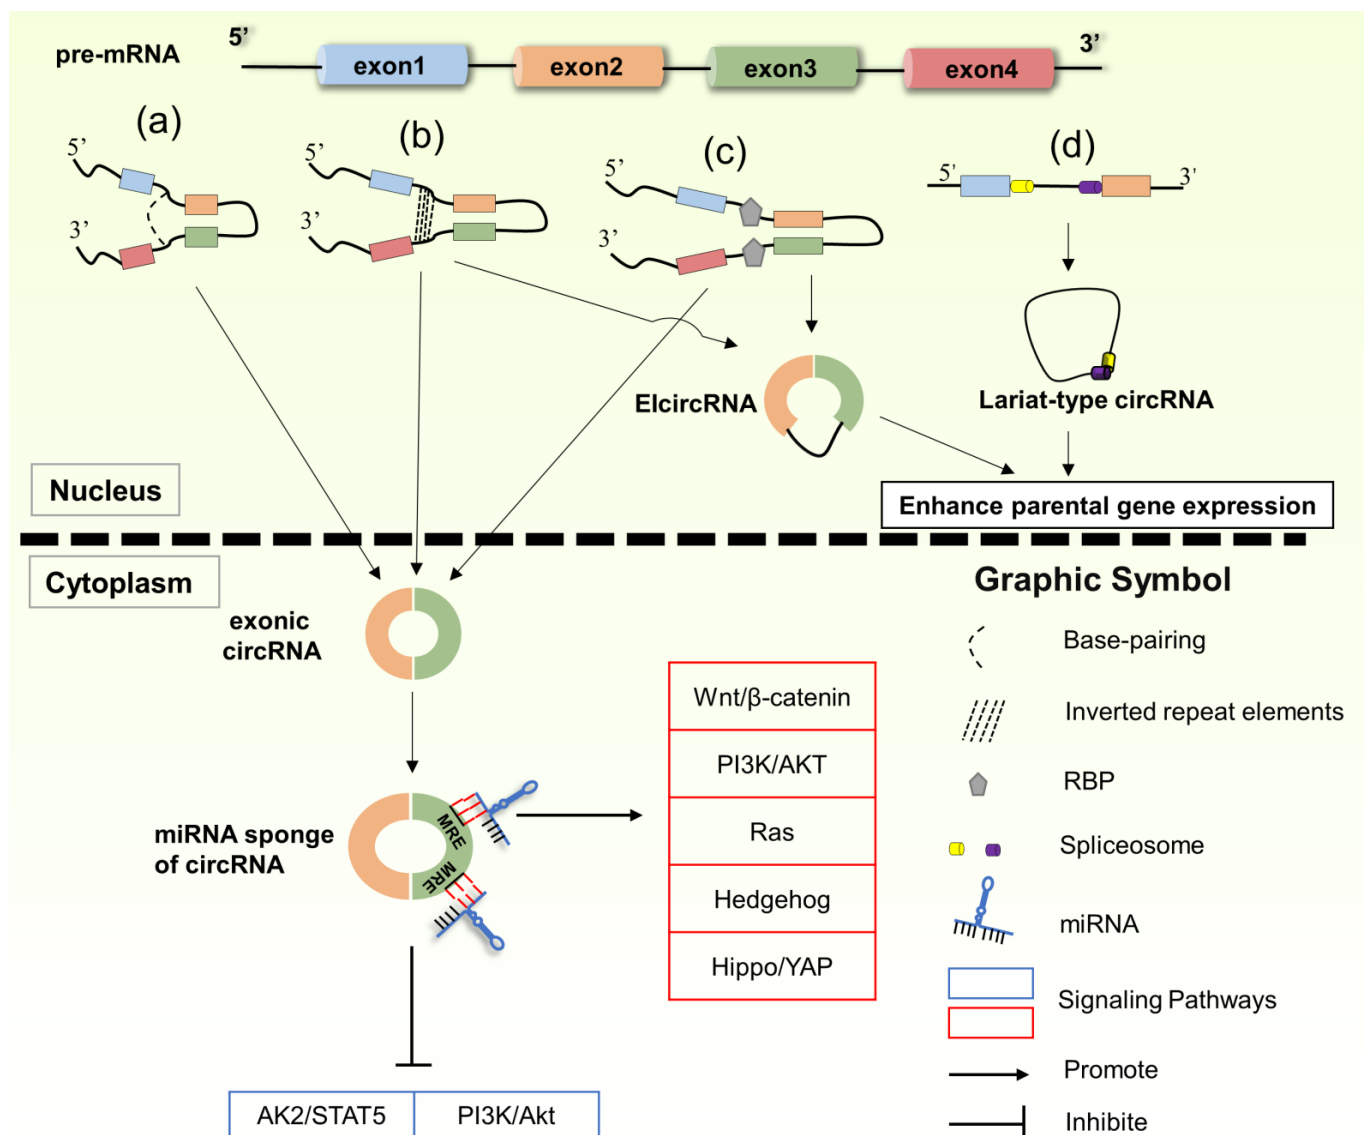 pre-mRNA
5’
exon1
exon2
exon3
exon4
3’
(a)
5’
3’
(b)
5’
3’
(c)
5’
3’
(d)
5'
3'
EIcircRNA
Lariat-type circRNA
Nucleus
Enhance parental gene expression
Cytoplasm
exonic
circRNA
miRNA sponge
of circRNA
MRE
MRE
Wnt/β-catenin
PI3K/AKT
Ras
Hedgehog
Hippo/YAP
AK2/STAT5
PI3K/Akt
Graphic Symbol
Base-pairing
Inverted repeat elements
RBP
Spliceosome
miRNA
Signaling Pathways
Promote
Inhibite